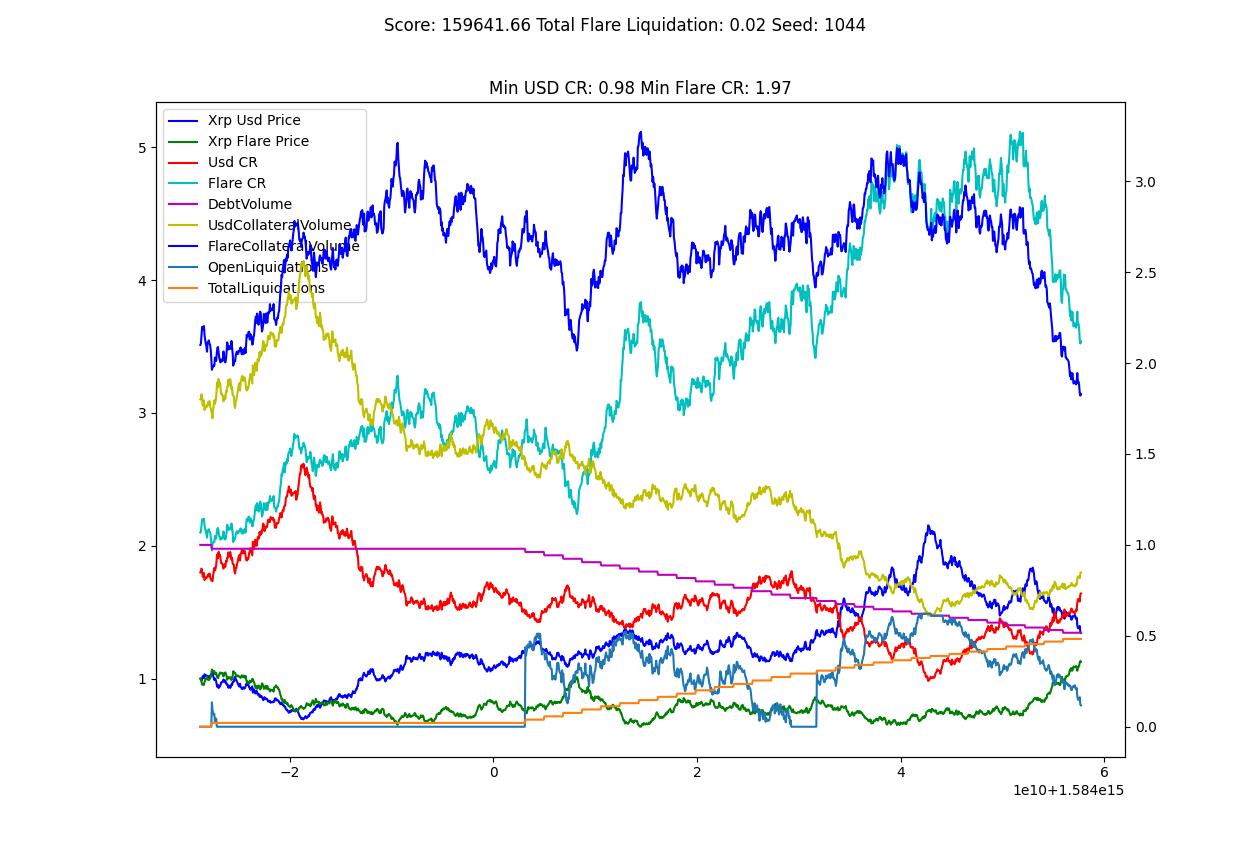 Score: 159641.66 Total Flare Liquidation: 0.02 Seed: 1044
Min USD CR: 0.98 Min Flare CR: 1.97
Xrp Usd Price
Xrp Flare Price
Usd CR
Flare CR
DebtVolume
UsdCollateralVolume
FlareCollateralVolume
OpenLiquidations
TotalLiquidations
5
4
3
2
1
3.0
2.5
2.0
1.5
1.0
0.5
0.0
−2
0
2
4
6
1e10+1.584e15